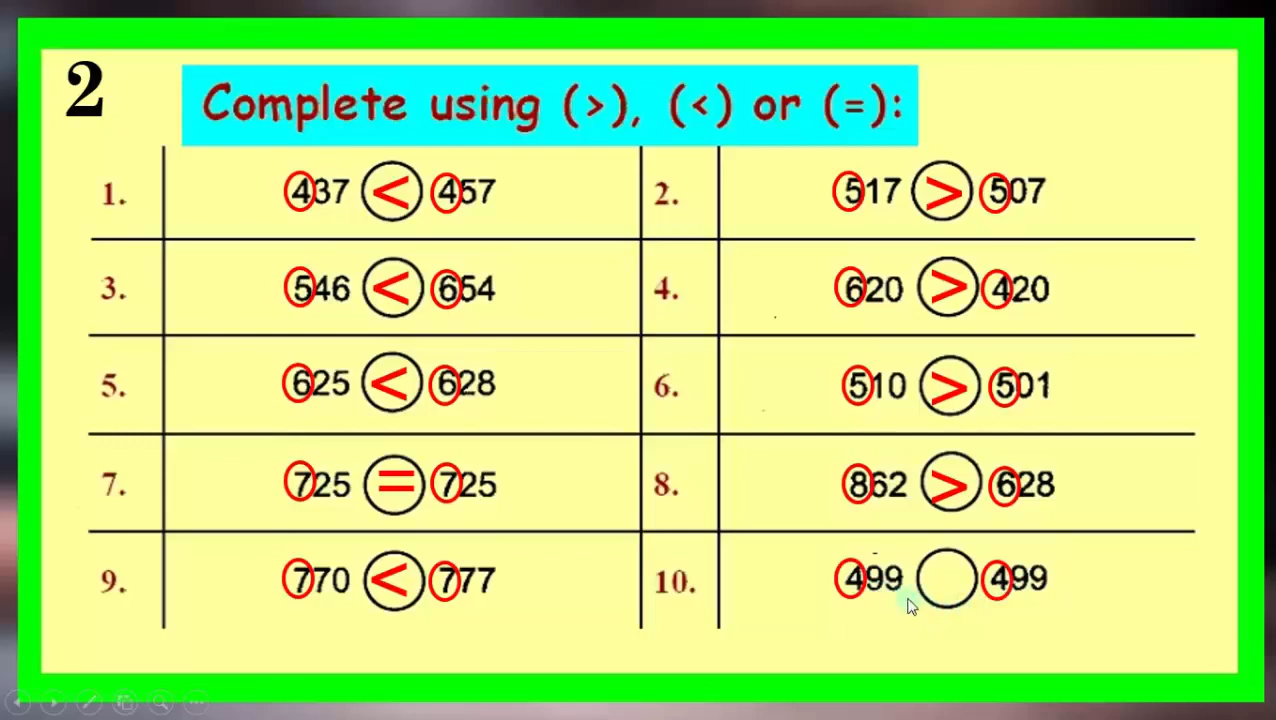 2
Complete using (>), (<) or (=):
1. 437 < 457 2. 517 > 507
3. 546 < 654 4. 620 > 420
5. 625 < 628 6. 510 > 501
7. 725 = 725 8. 862 > 628
9. 770 < 777 10. 499 499